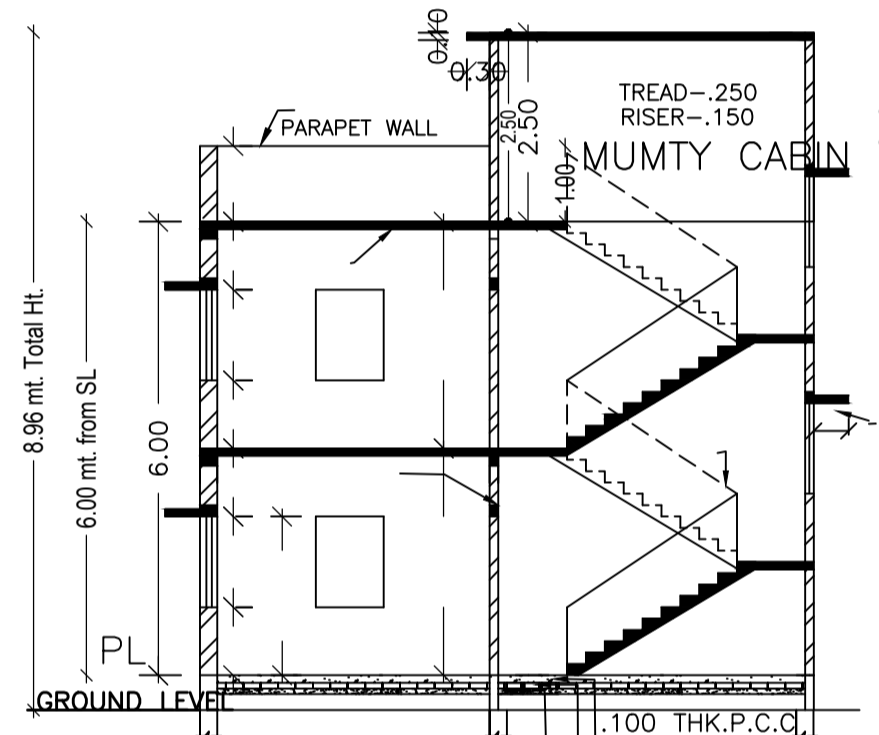 0.10
0.30
2.50
2.50
TREAD-.250
RISER-.150
PARAPET WALL
MUMTY CABIN
1.00
8.96 mt. Total Ht.
6.00 mt. from SL
6.00
PL
GROUND LEVEL
.100 THK.P.C.C